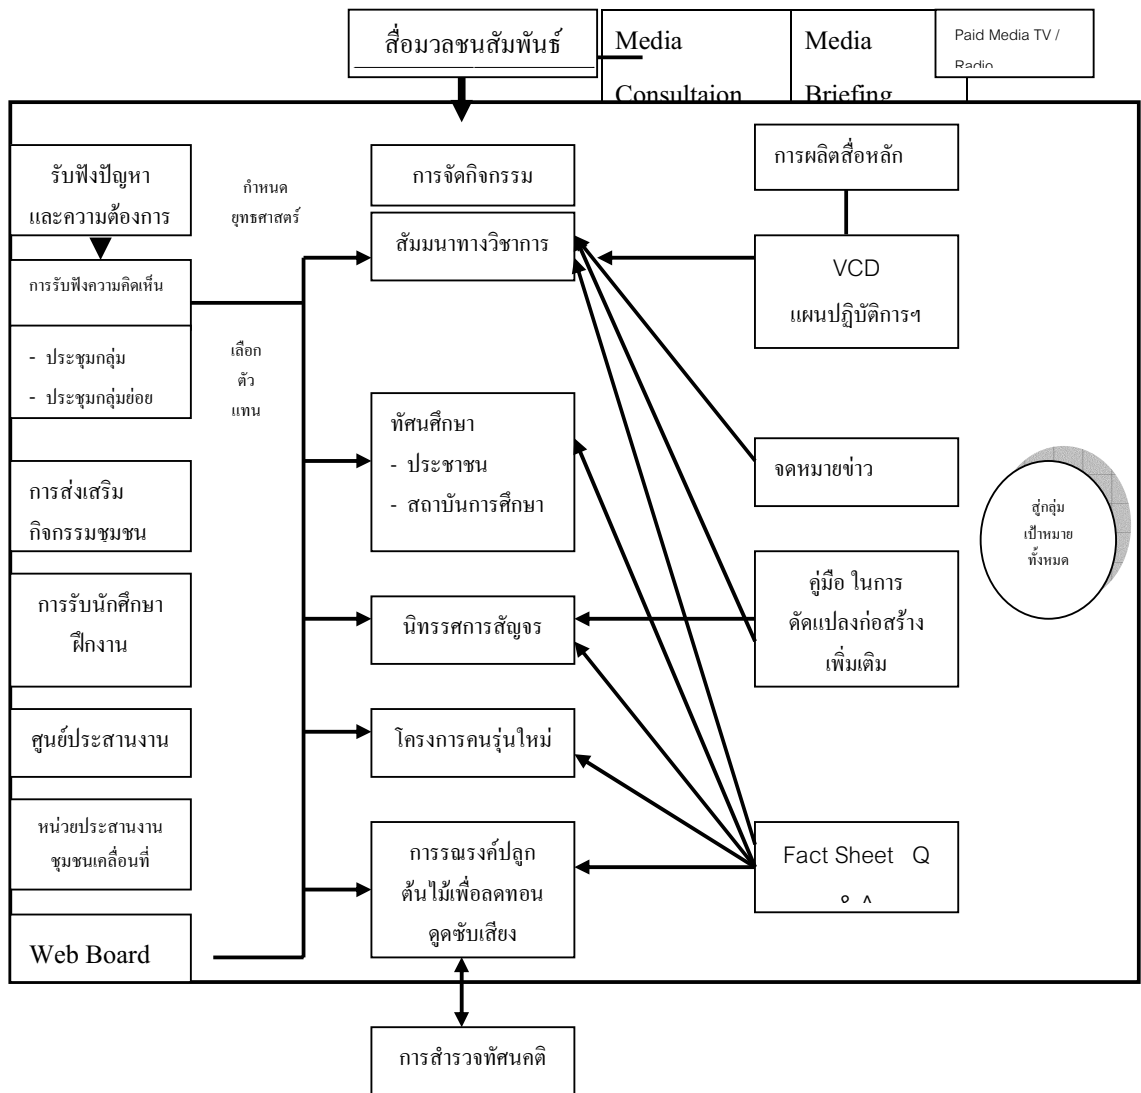 สื่อมวลชนสัมพันธ์
Media
Consultaion
Media
Briefing
Paid Media TV /
Radio
รับฟังปัญหา
และความต้องการ
การรับฟังความคิดเห็น
- ประชุมกลุ่ม
- ประชุมกลุ่มย่อย
การส่งเสริม
กิจกรรมชุมชน
การรับนักศึกษา
ฝึกงาน
ศูนย์ประสานงาน
หน่วยประสานงาน
ชุมชนเคลื่อนที่
Web Board
กำหนด
ยุทธศาสตร์
เลือก
ตัว
แทน
การจัดกิจกรรม
สัมมนาทางวิชาการ
ทัศนศึกษา
- ประชาชน
- สถาบันการศึกษา
นิทรรศการสัญจร
โครงการคนรุ่นใหม่
การรณรงค์ปลูก
ต้นไม้เพื่อลดทอน
ดูดซับเสียง
การสำรวจทัศนคติ
การผลิตสื่อหลัก
VCD
แผนปฏิบัติการฯ
จดหมายข่าว
คู่มือ ในการ
ดัดแปลงก่อสร้าง
เพิ่มเติม
Fact Sheet Q
& A
สู่กลุ่ม
เป้าหมาย
ทั้งหมด